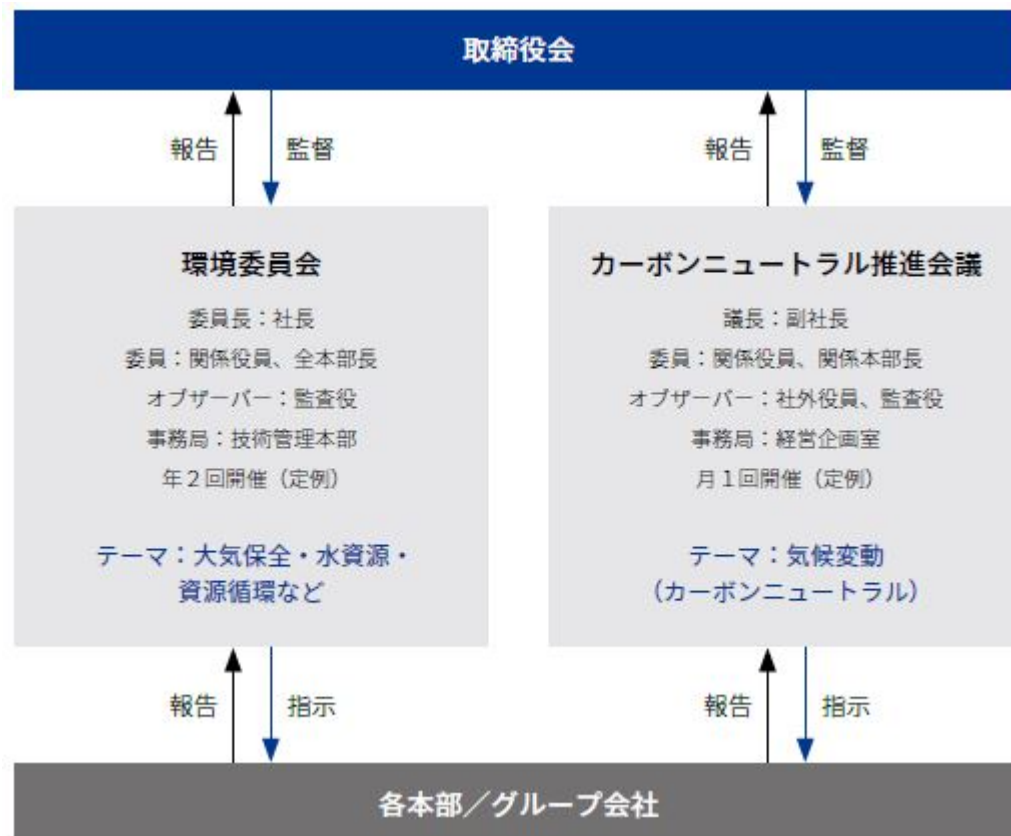 取締役会
報告
監督
報告
監督
環境委員会
委員長：社長
委員：関係役員、全本部長
オブザーバー：監査役
事務局：技術管理本部
年２回開催（定例）
テーマ：大気保全・水資源・
資源循環など
カーボンニュートラル推進会議
議長：副社長
委員：関係役員、関係本部長
オブザーバー：社外役員、監査役
事務局：経営企画室
月１回開催（定例）
テーマ：気候変動
（カーボンニュートラル）
報告
指示
報告
指示
各本部／グループ会社